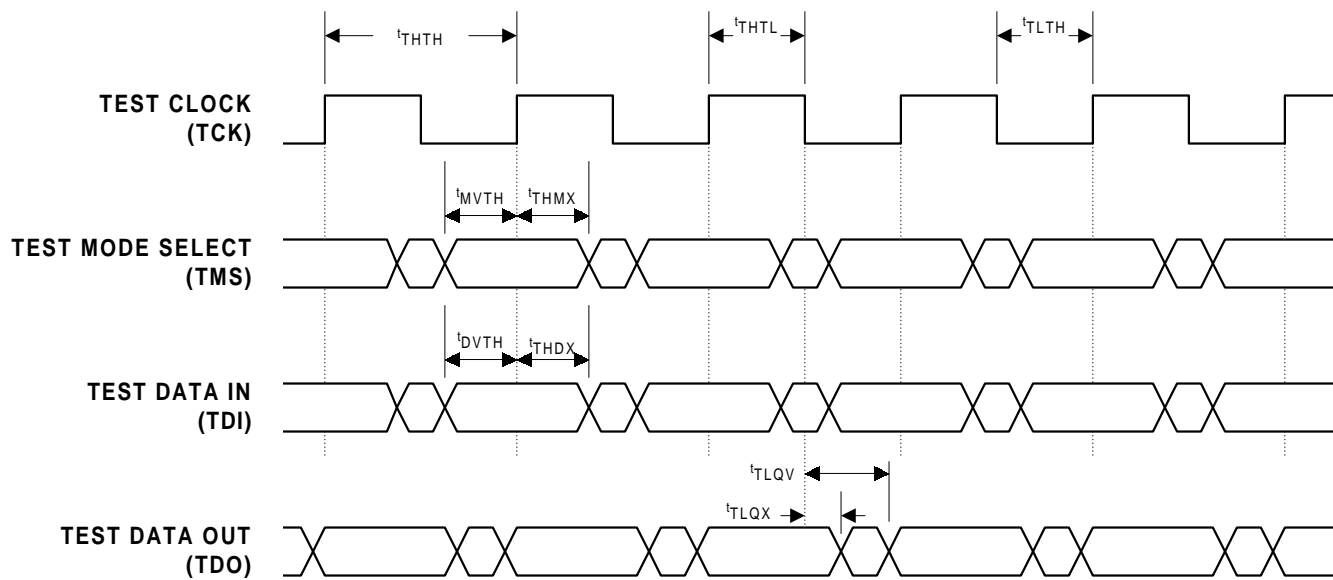 tTHTH
tTHTL
tTLTH
TEST CLOCK
(TCK)
tMVTH
tTHMX
TEST MODE SELECT
(TMS)
tDVTH
tTHDX
TEST DATA IN
(TDI)
tTLQV
tTLQX
TEST DATA OUT
(TDO)